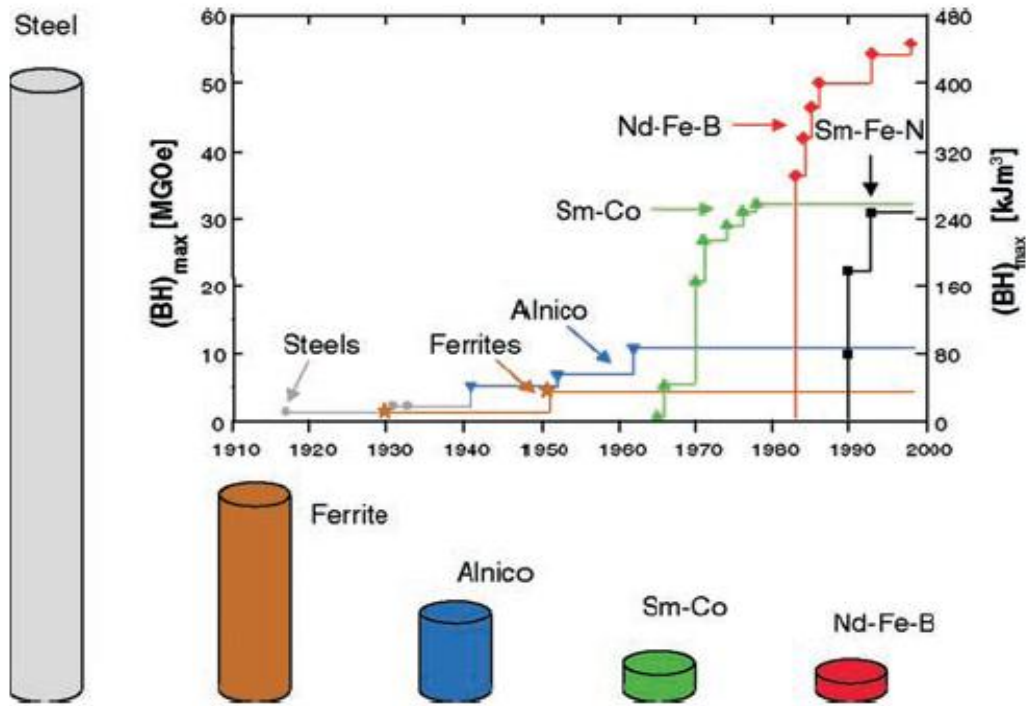 Steel
60
50
40
30
20
10
0
(BH)max [MGOe]
480
400
320
240
160
80
0
(BH)max [kJm3]
Nd-Fe-B
Sm-Fe-N
Sm-Co
Alnico
Steels
Ferrites
1910 1920 1930 1940 1950 1960 1970 1980 1990 2000
Ferrite
Alnico
Sm-Co
Nd-Fe-B